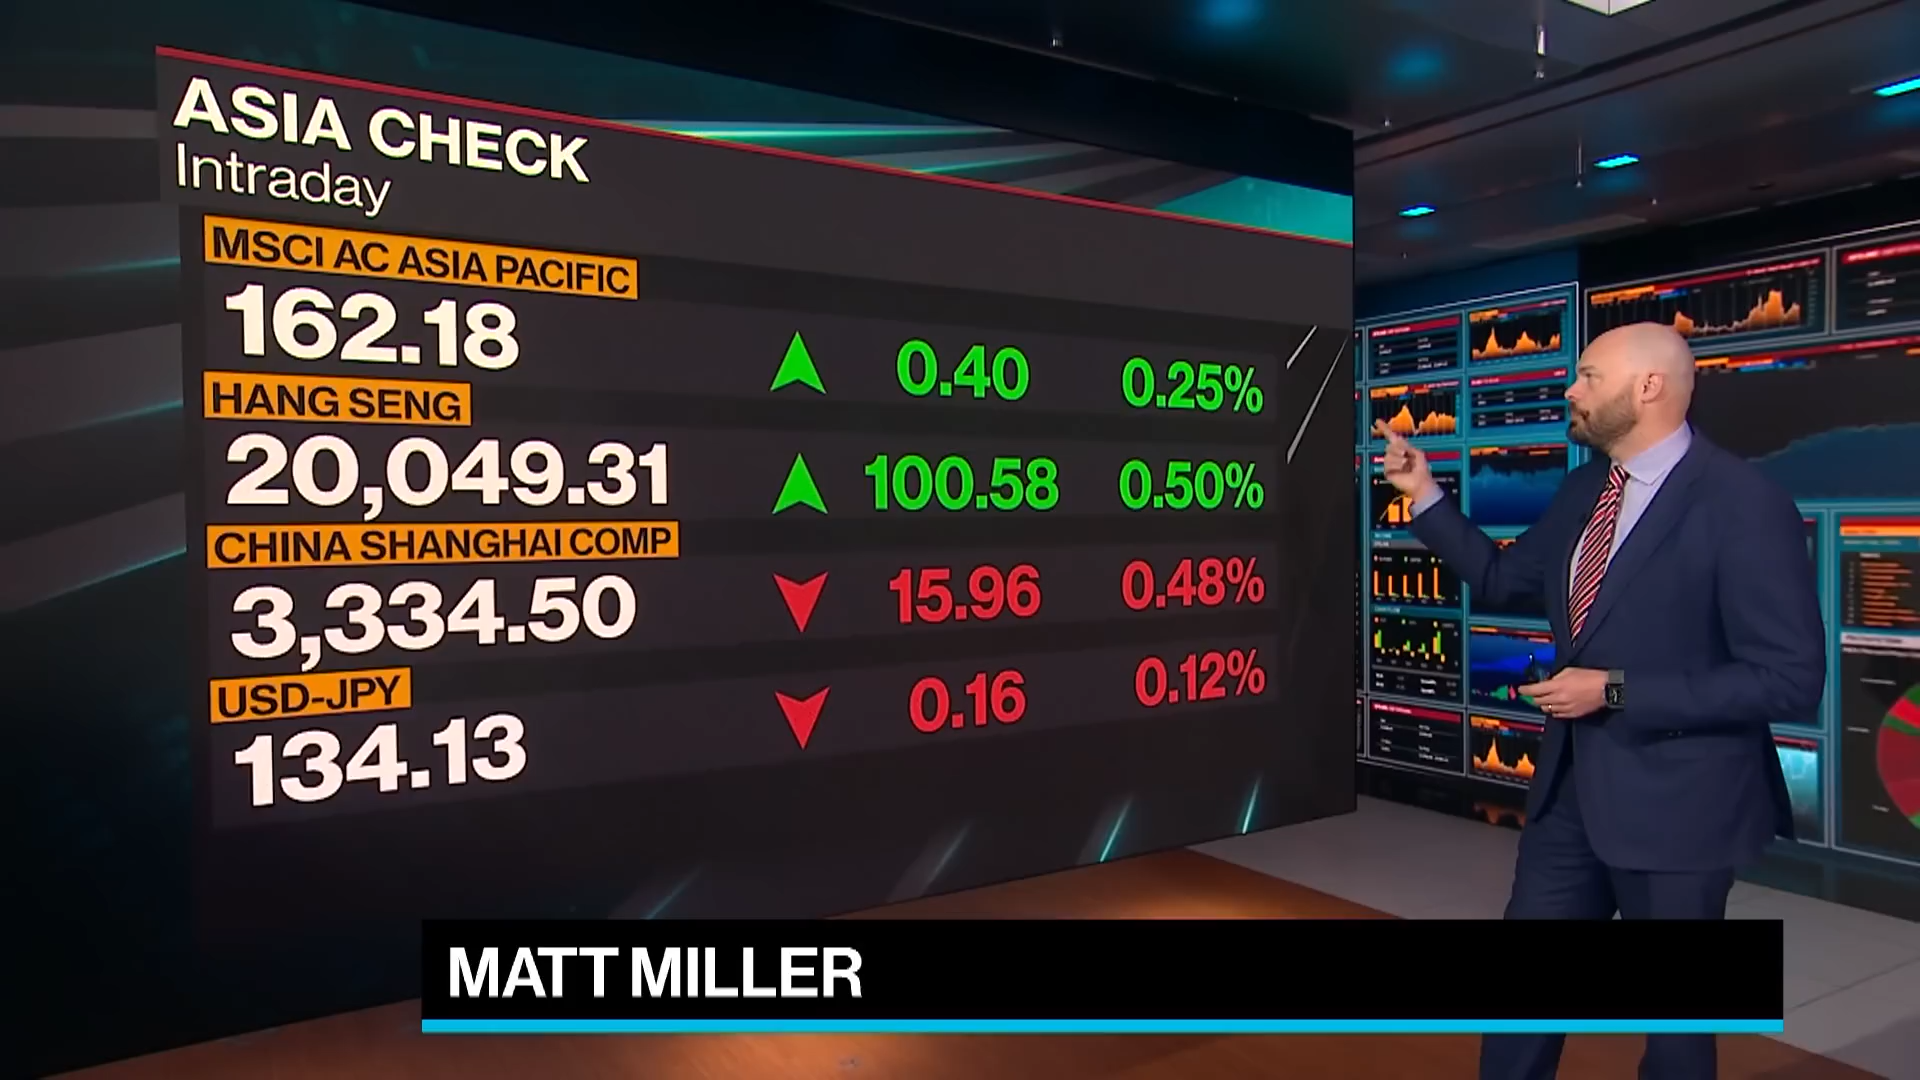 ASIA CHECK
Intraday
MSCI AC ASIA PACIFIC
162.18 0.40 0.25%
HANG SENG
20,049.31 100.58 0.50%
CHINA SHANGHAI COMP
3,334.50 15.96 0.48%
USD-JPY
134.13 0.16 0.12%
MATT MILLER